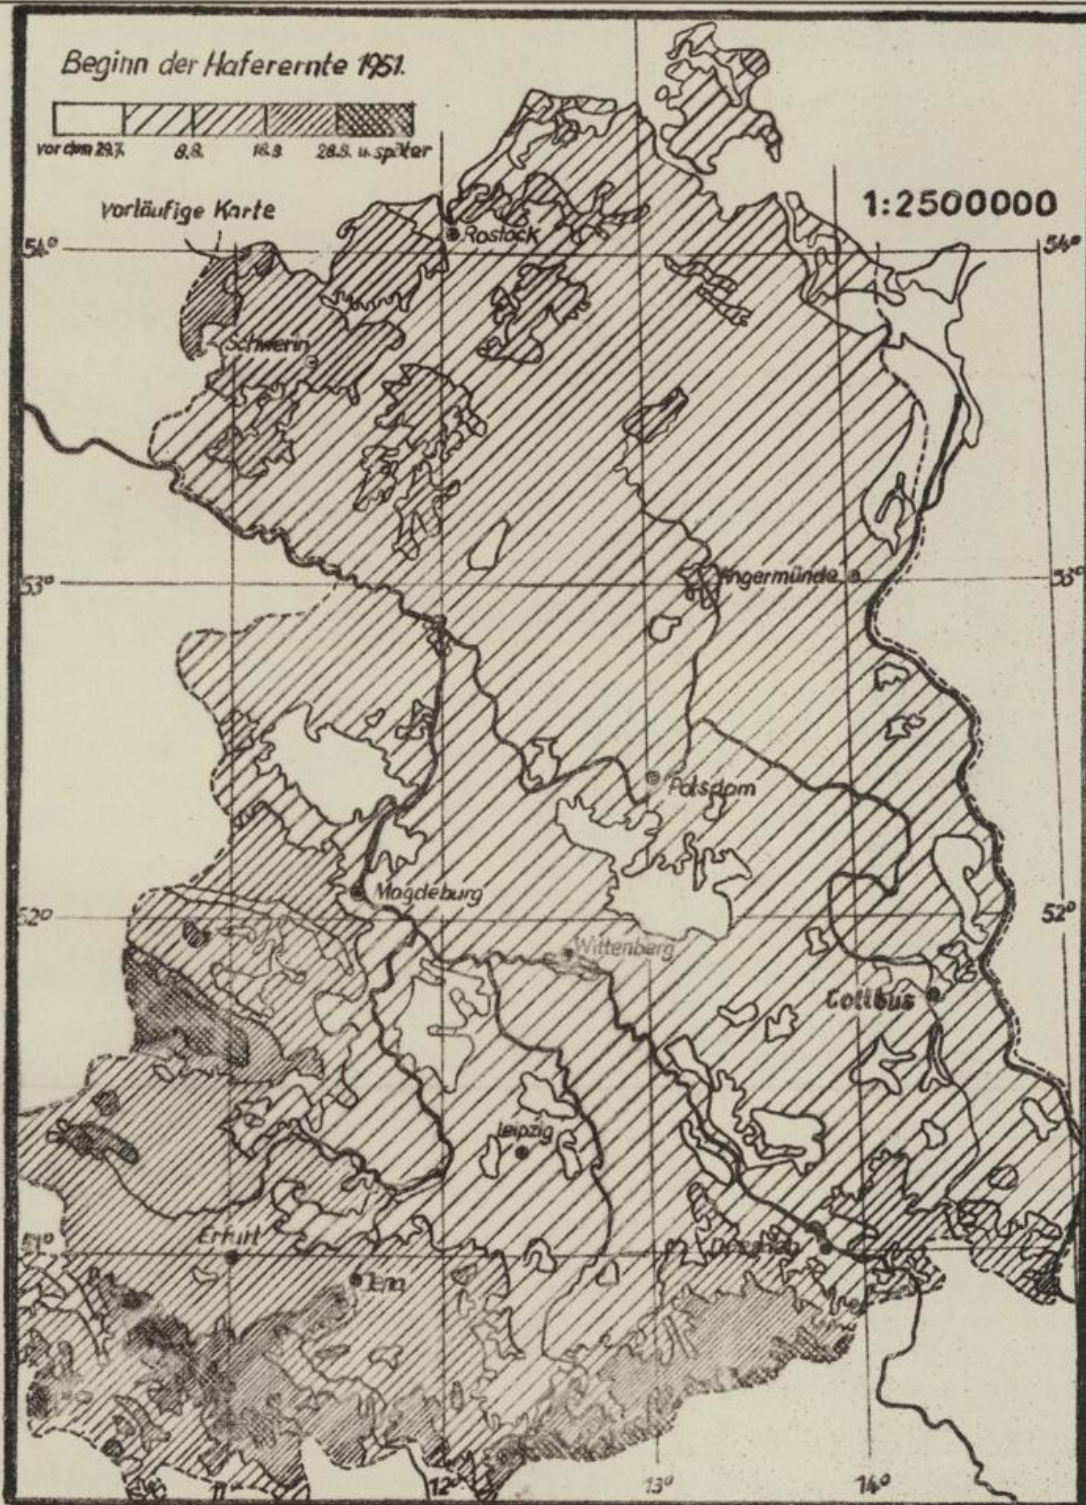 Beginn der Haferernte 1951.
vor dem 29.7. 8.8. 18.8 28.8. u. später
vorläufige Karte
1:2500000
54° 54°
Rostock
Schwerin
53° 53°
Angermünde
Potsdam
Magdeburg
52° 52°
Wittenberg
Cottbus
Leipzig
51° 51°
Erfurt
Dresden
Jena
11° 12° 13° 14°